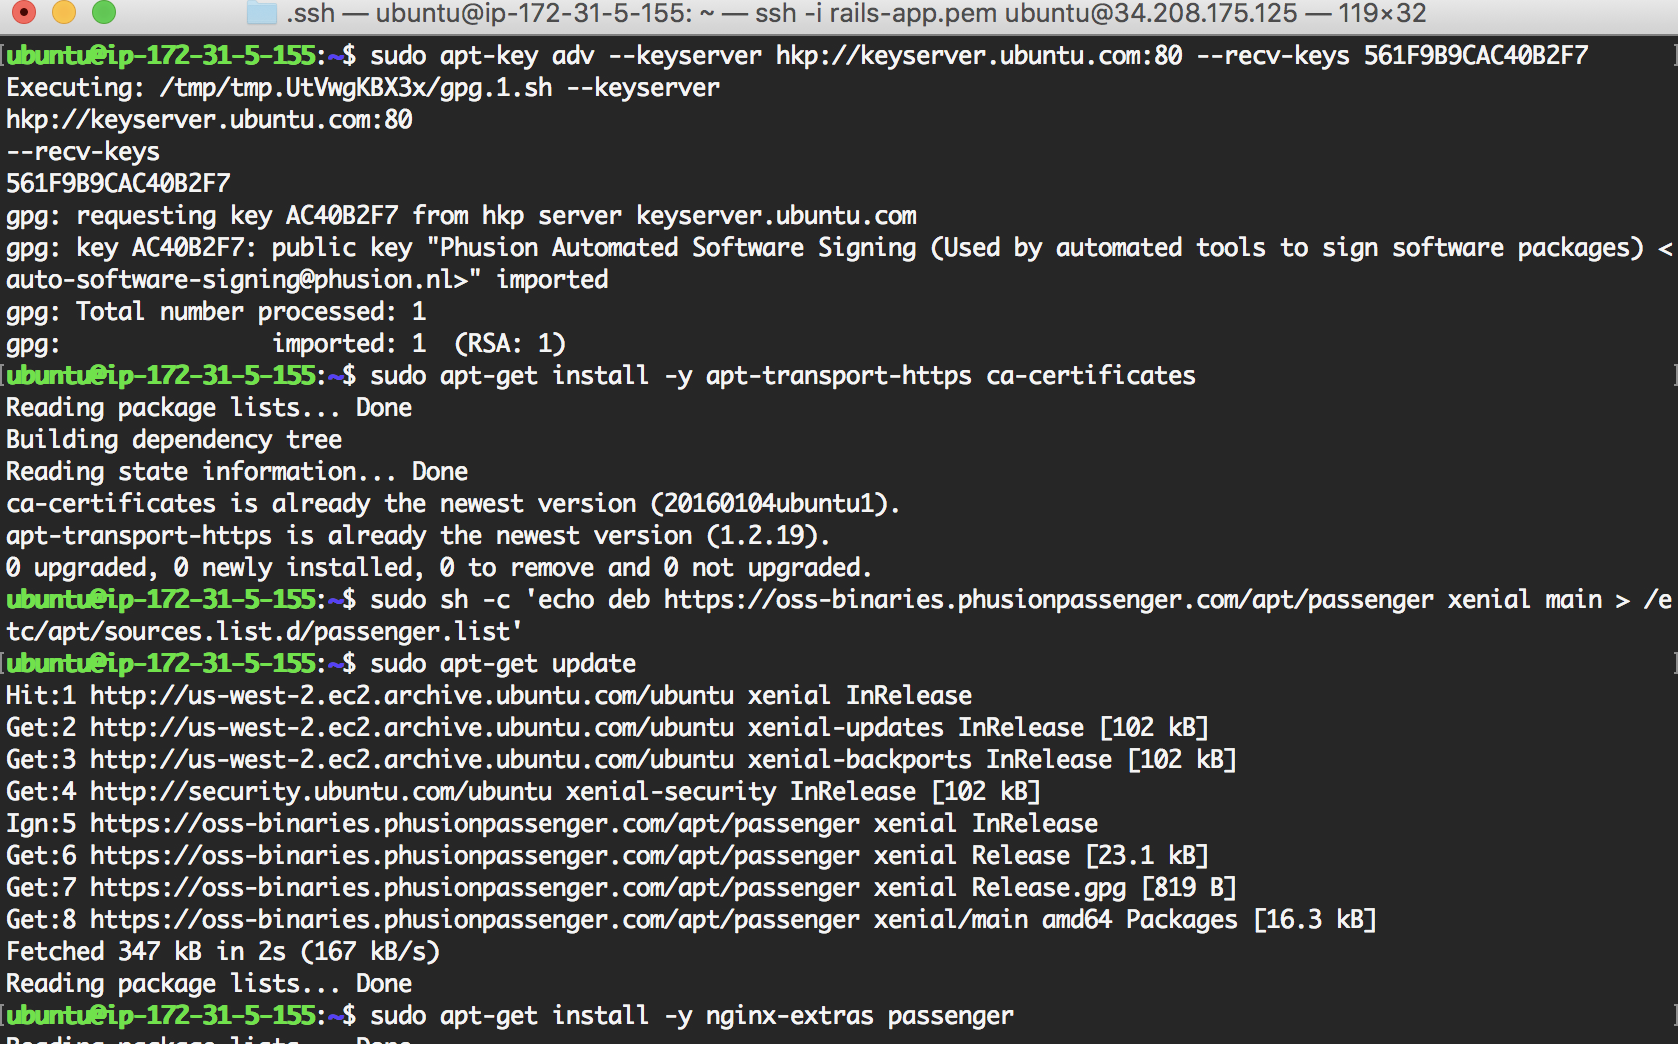 .ssh — ubuntu@ip-172-31-5-155: ~ — ssh -i rails-app.pem ubuntu@34.208.175.125 — 119×32
ubuntu@ip-172-31-5-155:~$ sudo apt-key adv --keyserver hkp://keyserver.ubuntu.com:80 --recv-keys 561F9B9CAC40B2F7
Executing: /tmp/tmp.UtVwgKBX3x/gpg.1.sh --keyserver
hkp://keyserver.ubuntu.com:80
--recv-keys
561F9B9CAC40B2F7
gpg: requesting key AC40B2F7 from hkp server keyserver.ubuntu.com
gpg: key AC40B2F7: public key "Phusion Automated Software Signing (Used by automated tools to sign software packages) <
auto-software-signing@phusion.nl>" imported
gpg: Total number processed: 1
gpg:               imported: 1  (RSA: 1)
ubuntu@ip-172-31-5-155:~$ sudo apt-get install -y apt-transport-https ca-certificates
Reading package lists... Done
Building dependency tree
Reading state information... Done
ca-certificates is already the newest version (20160104ubuntu1).
apt-transport-https is already the newest version (1.2.19).
0 upgraded, 0 newly installed, 0 to remove and 0 not upgraded.
ubuntu@ip-172-31-5-155:~$ sudo sh -c 'echo deb https://oss-binaries.phusionpassenger.com/apt/passenger xenial main > /e
tc/apt/sources.list.d/passenger.list'
ubuntu@ip-172-31-5-155:~$ sudo apt-get update
Hit:1 http://us-west-2.ec2.archive.ubuntu.com/ubuntu xenial InRelease
Get:2 http://us-west-2.ec2.archive.ubuntu.com/ubuntu xenial-updates InRelease [102 kB]
Get:3 http://us-west-2.ec2.archive.ubuntu.com/ubuntu xenial-backports InRelease [102 kB]
Get:4 http://security.ubuntu.com/ubuntu xenial-security InRelease [102 kB]
Ign:5 https://oss-binaries.phusionpassenger.com/apt/passenger xenial InRelease
Get:6 https://oss-binaries.phusionpassenger.com/apt/passenger xenial Release [23.1 kB]
Get:7 https://oss-binaries.phusionpassenger.com/apt/passenger xenial Release.gpg [819 B]
Get:8 https://oss-binaries.phusionpassenger.com/apt/passenger xenial/main amd64 Packages [16.3 kB]
Fetched 347 kB in 2s (167 kB/s)
Reading package lists... Done
ubuntu@ip-172-31-5-155:~$ sudo apt-get install -y nginx-extras passenger
Reading package lists... Done